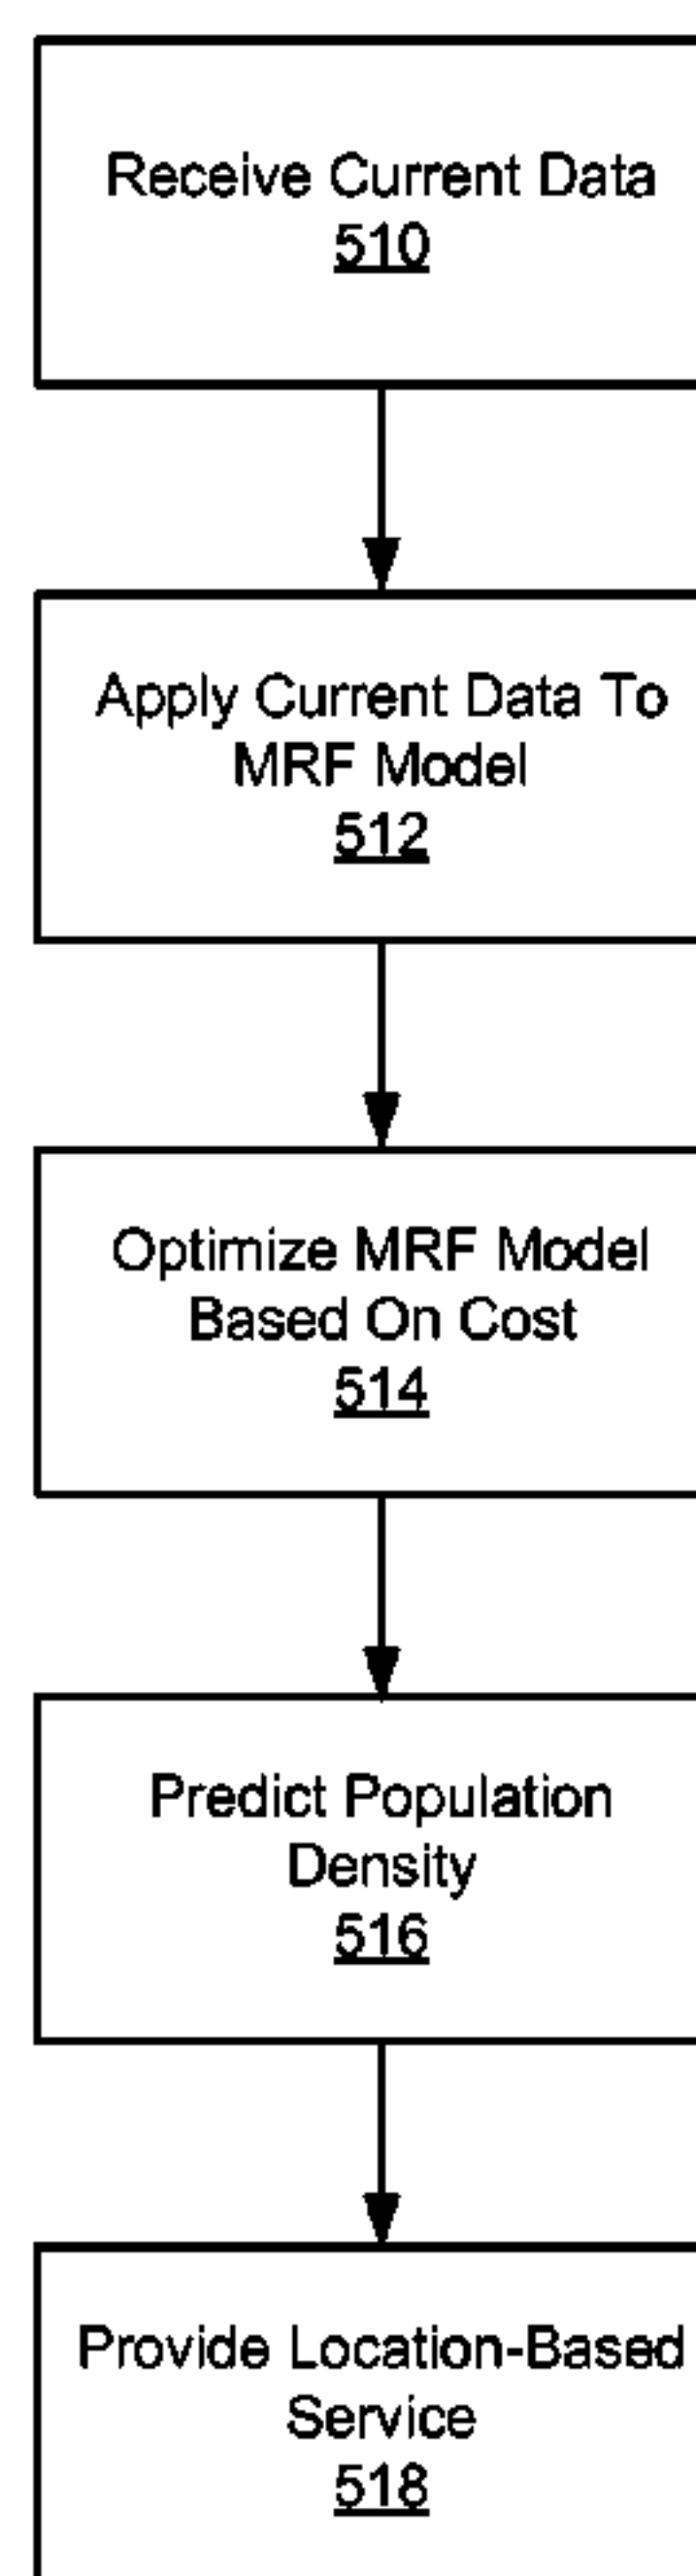 Receive Current Data
510
Apply Current Data To
MRF Model
512
Optimize MRF Model
Based On Cost
514
Predict Population
Density
516
Provide Location-Based
Service
518